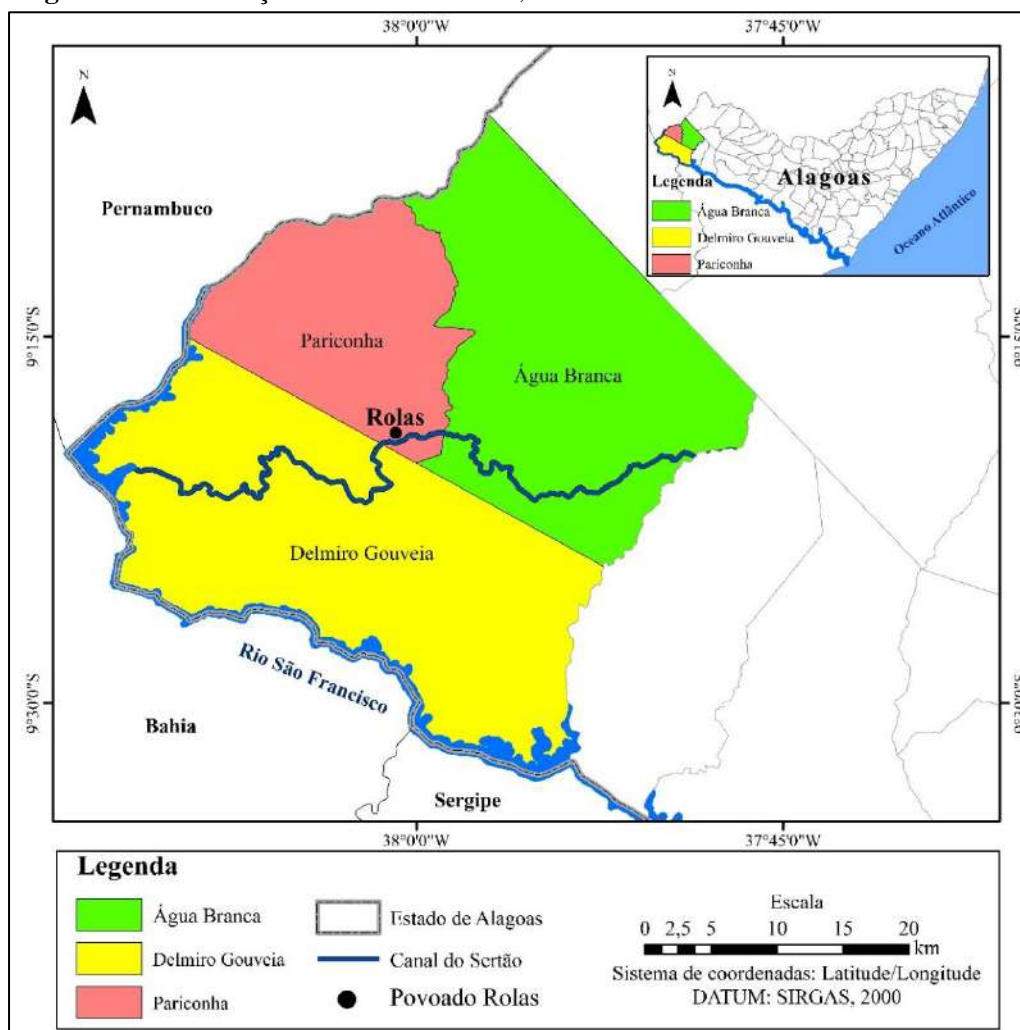 38°0'0"W 37°45'0"W
N
Pernambuco
Pariconha
Água Branca
Rolas
Delmiro Gouveia
Rio São Francisco
Bahia
Sergipe
9°15'0"S
9°30'0"S
N
Alagoas
Oceano Atlântico
Legenda
Água Branca
Delmiro Gouveia
Pariconha
38°0'0"W 37°45'0"W
Legenda
Água Branca
Delmiro Gouveia
Pariconha
Estado de Alagoas
Canal do Sertão
Povoado Rolas
Escala
0 2,5 5 10 15 20
km
Sistema de coordenadas: Latitude/Longitude
DATUM: SIRGAS, 2000